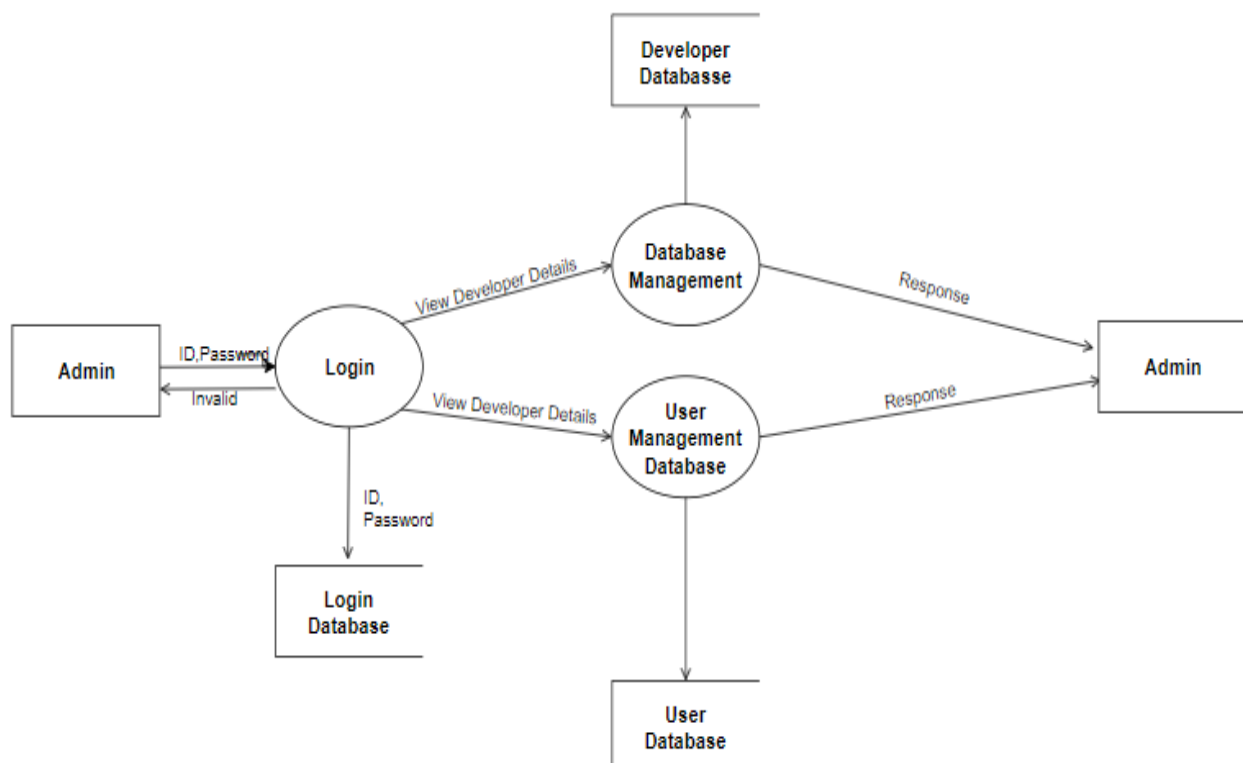 Developer
Databasse
Database
Management
View Developer Details
Response
Admin
ID,Password
Invalid
Login
View Developer Details
User
Management
Database
Response
Admin
ID,
Password
Login
Database
User
Database